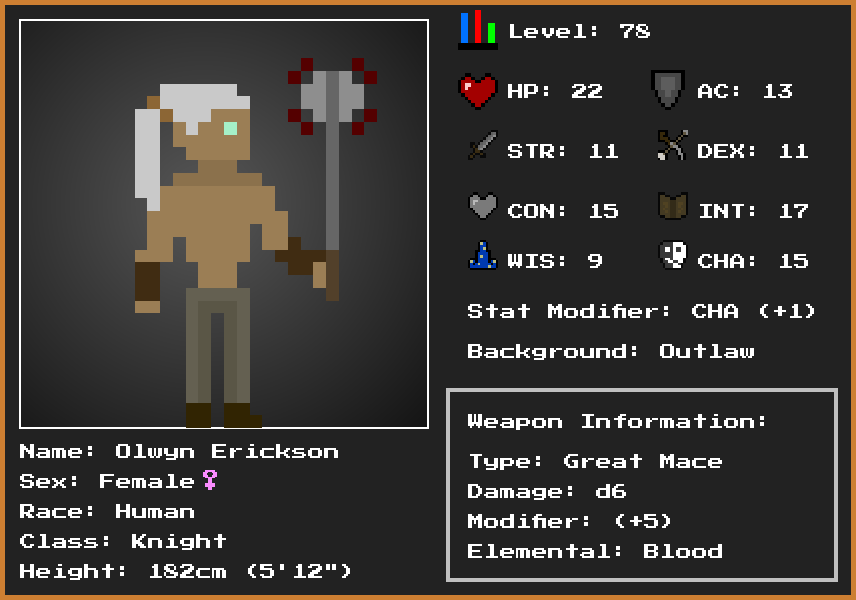 Level: 78
HP: 22 AC: 13
STR: 11 DEX: 11
CON: 15 INT: 17
WIS: 9 CHA: 15
Stat Modifier: CHA (+1)
Background: Outlaw
Weapon Information:
Type: Great Mace
Damage: d6
Modifier: (+5)
Elemental: Blood
Name: Olwyn Erickson
Sex: Female♀
Race: Human
Class: Knight
Height: 182cm (5'12")